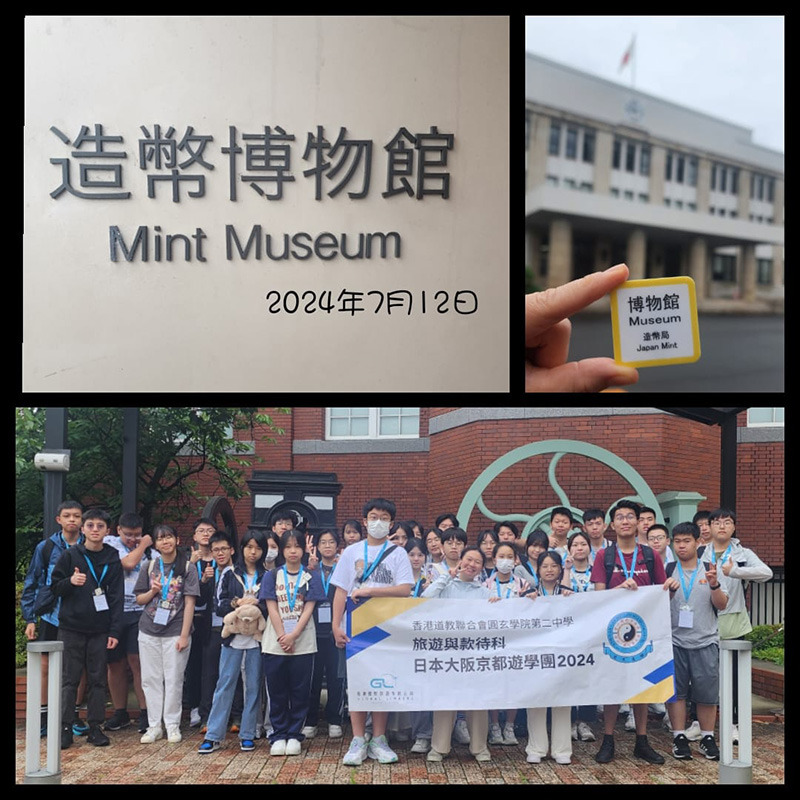 造幣博物館
Mint Museum
2024年7月12日
博物館
Museum
造幣局
Japan Mint
香港道教聯合會圓玄學院第二中學
旅遊與款待科
日本大阪京都遊學團2024
GL